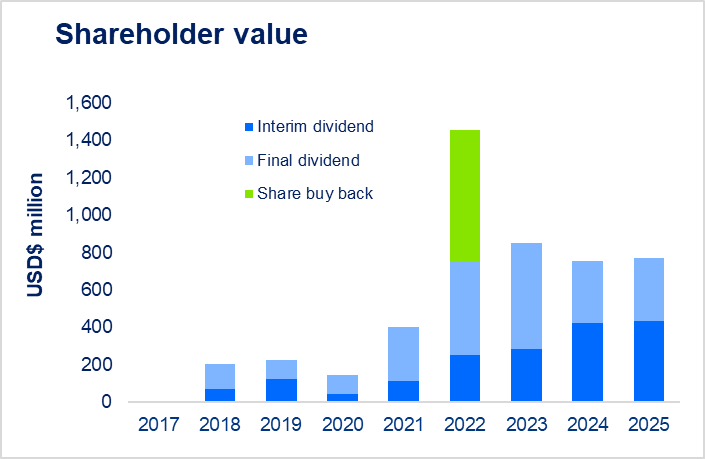 Shareholder value
USD$ million
1,600
1,400
1,200
1,000
800
600
400
200
0
Interim dividend
Final dividend
Share buy back
2017 2018 2019 2020 2021 2022 2023 2024 2025